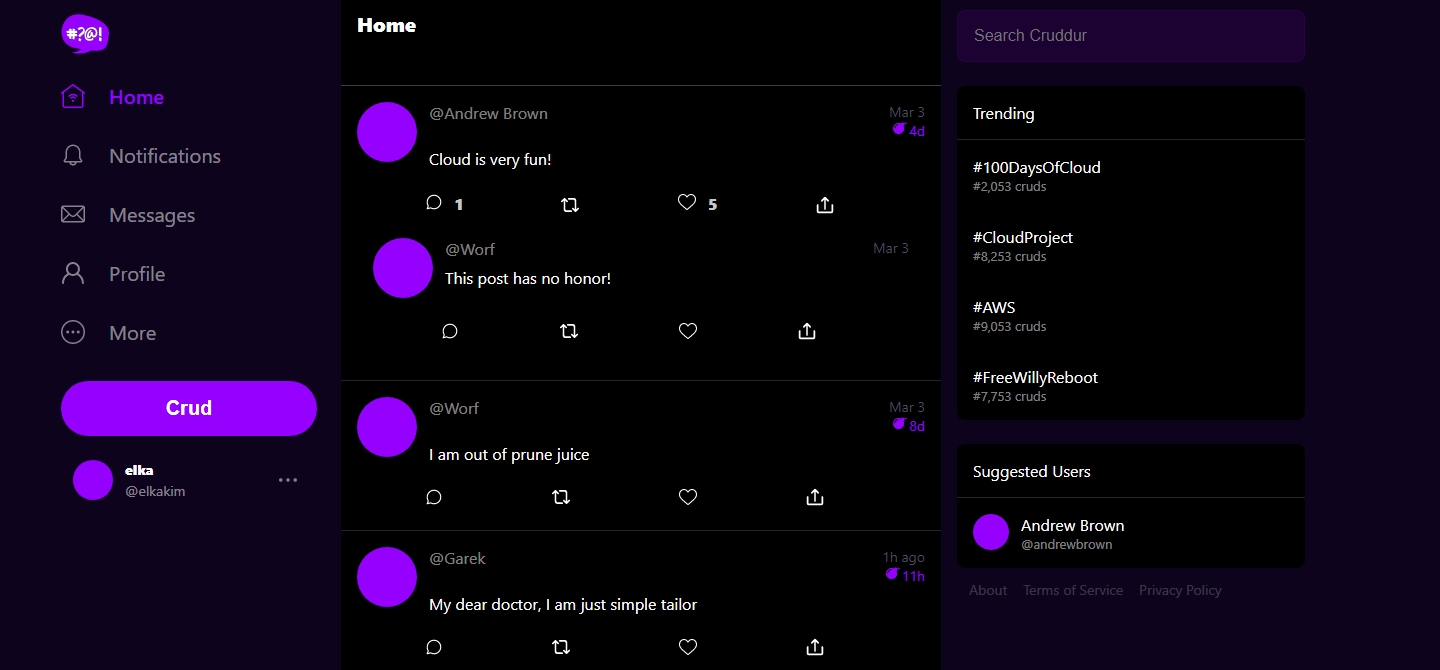 #?@!
Home
Notifications
Messages
Profile
More
Crud
elka
@elkakim
Home
@Andrew Brown
Mar 3
4d
Cloud is very fun!
1
5
@Worf
Mar 3
This post has no honor!
@Worf
Mar 3
8d
I am out of prune juice
@Garek
1h ago
11h
My dear doctor, I am just simple tailor
Search Cruddur
Trending
#100DaysOfCloud
#2,053 cruds
#CloudProject
#8,253 cruds
#AWS
#9,053 cruds
#FreeWillyReboot
#7,753 cruds
Suggested Users
Andrew Brown
@andrewbrown
About Terms of Service Privacy Policy